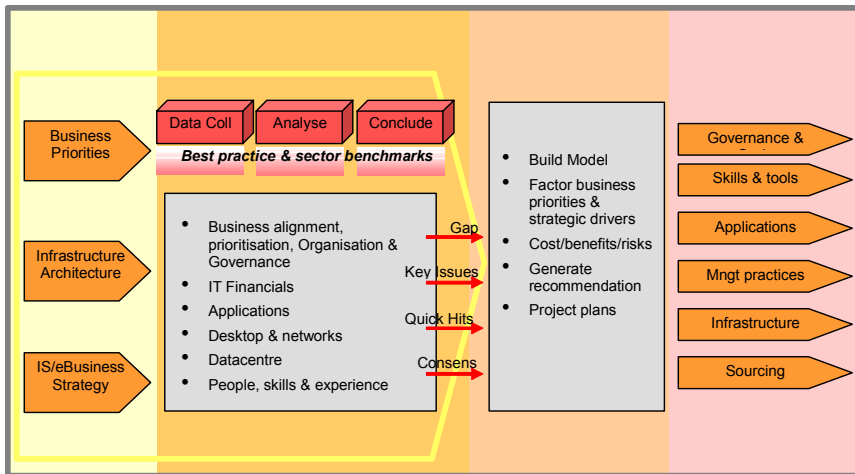 Business
Priorities
Infrastructure
Architecture
IS/eBusiness
Strategy
Data Coll
Analyse
Conclude
Best practice & sector benchmarks
• Business alignment,
prioritisation, Organisation &
Governance
• IT Financials
• Applications
• Desktop & networks
• Datacentre
• People, skills & experience
Gap
Key Issues
Quick Hits
Consens
• Build Model
• Factor business
priorities &
strategic drivers
• Cost/benefits/risks
• Generate
recommendation
• Project plans
Governance &
Skills & tools
Applications
Mngt practices
Infrastructure
Sourcing